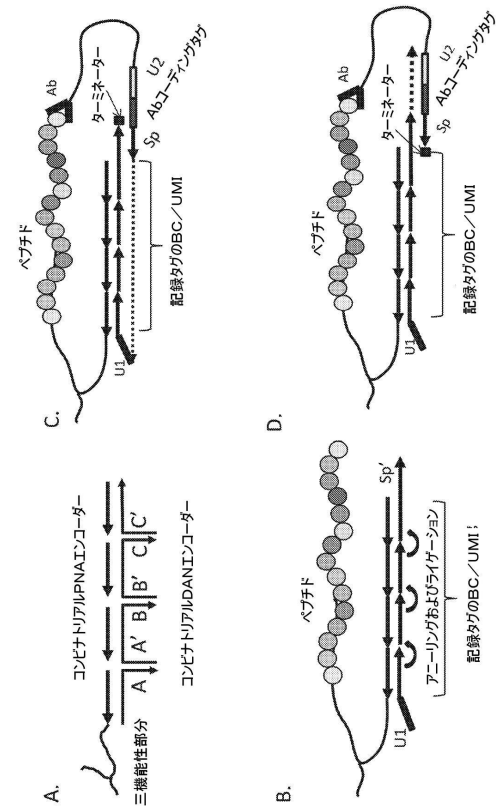 A.
コンビナトリアルPNAエンコーダー
A A' B B' C C'
コンビナトリアルDANエンコーダー
三機能性部分
B.
ペプチド
Sp'
U1
アニーリングおよびライゲーション
記録タグのBC/UMI;
C.
ペプチド
Ab
ターミネーター
Sp
U2
Abコーディングタグ
U1
記録タグのBC/UMI
D.
ペプチド
Ab
ターミネーター
Sp
U2
Abコーディングタグ
U1
記録タグのBC/UMI